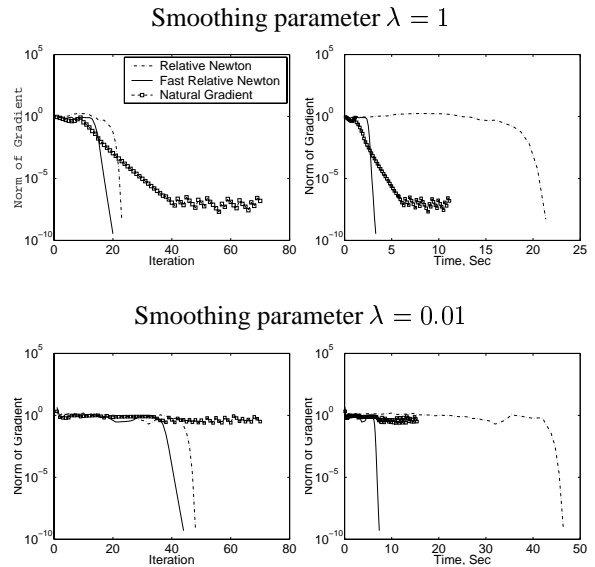 Smoothing parameter λ = 1
10^5
10^0
10^-5
10^-10
Norm of Gradient
Relative Newton
Fast Relative Newton
Natural Gradient
0 20 40 60 80
Iteration
10^5
10^0
10^-5
10^-10
Norm of Gradient
0 5 10 15 20 25
Time, Sec
Smoothing parameter λ = 0.01
10^5
10^0
10^-5
10^-10
Norm of Gradient
0 20 40 60 80
Iteration
10^5
10^0
10^-5
10^-10
Norm of Gradient
0 10 20 30 40 50
Time, Sec